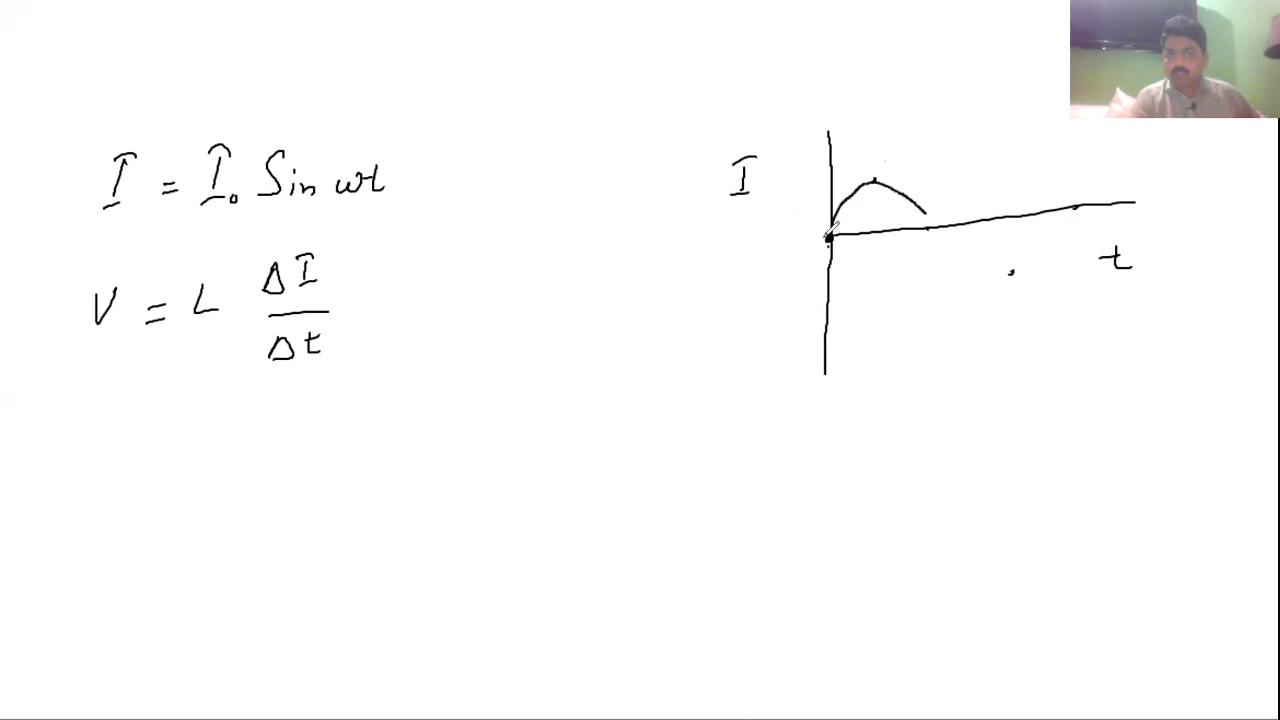 I = I₀ Sin ωt
V = L ΔI/Δt
I
t